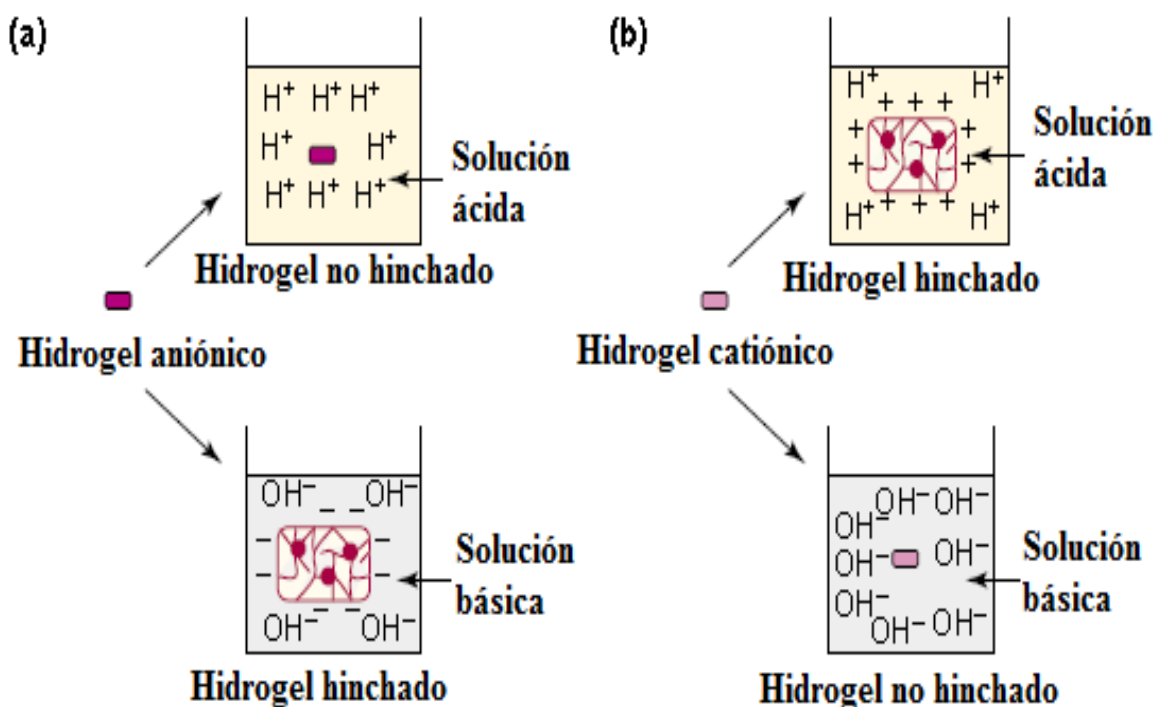 (a)
H⁺ H⁺ H⁺
H⁺ H⁺
H⁺ H⁺ H⁺
Solución
ácida
Hidrogel no hinchado
Hidrogel aniónico
OH⁻ OH⁻
− −
− −
− −
− −
OH⁻ OH⁻
Solución
básica
Hidrogel hinchado
(b)
H⁺ H⁺
+ + +
+ +
+ +
+ + +
H⁺ H⁺
Solución
ácida
Hidrogel hinchado
Hidrogel catiónico
OH⁻ OH⁻
OH⁻
OH⁻ OH⁻
OH⁻
OH⁻ OH⁻
Solución
básica
Hidrogel no hinchado